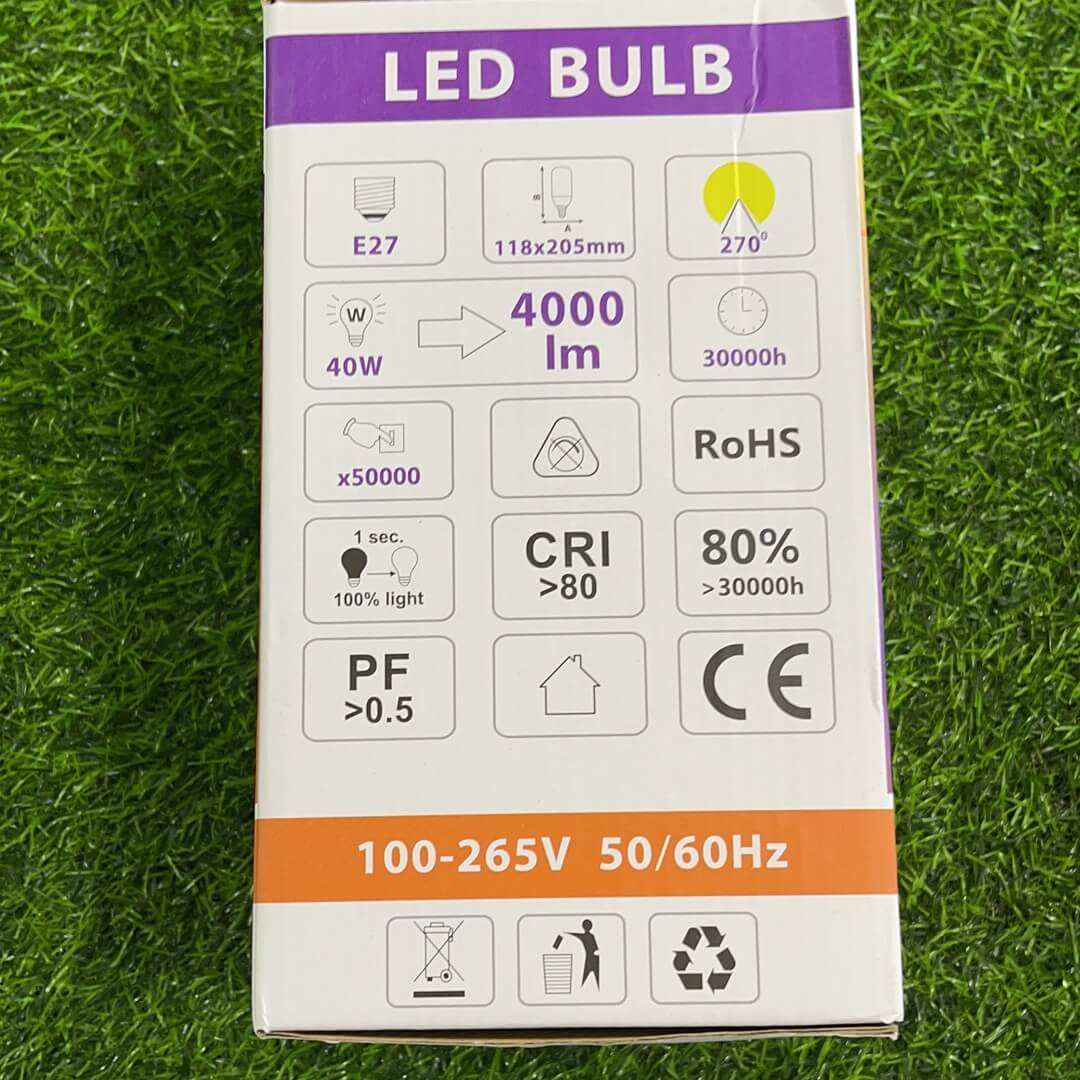 LED BULB
E27
B
A
118x205mm
270⁰
W
40W
4000
lm
30000h
x50000
RoHS
1 sec.
100% light
CRI
>80
80%
>30000h
PF
>0.5
CE
100-265V 50/60Hz